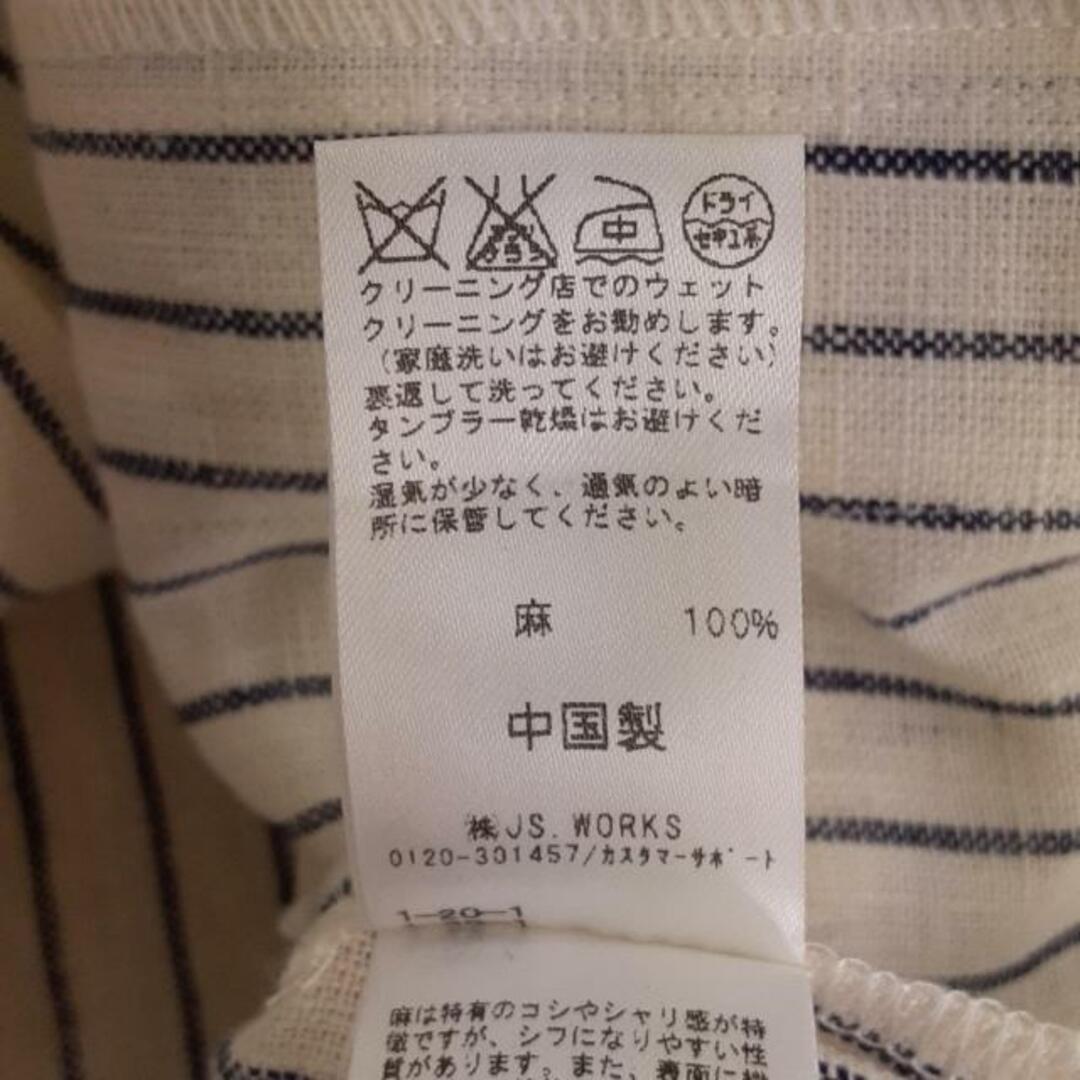 中
ドライ
セキユ系
クリーニング店でのウェット
クリーニングをお勧めします。
(家庭洗いはお避けください)
裏返して洗ってください。
タンブラー乾燥はお避けくだ
さい。
湿気が少なく、通気のよい暗
所に保管してください。
麻 100%
中国製
㈱JS.WORKS
0120-301457/カスタマーサポート
1-20-1
麻は特有のコシやシャリ感が特
徴ですが、シワになりやすい性
質があります。また、表面に